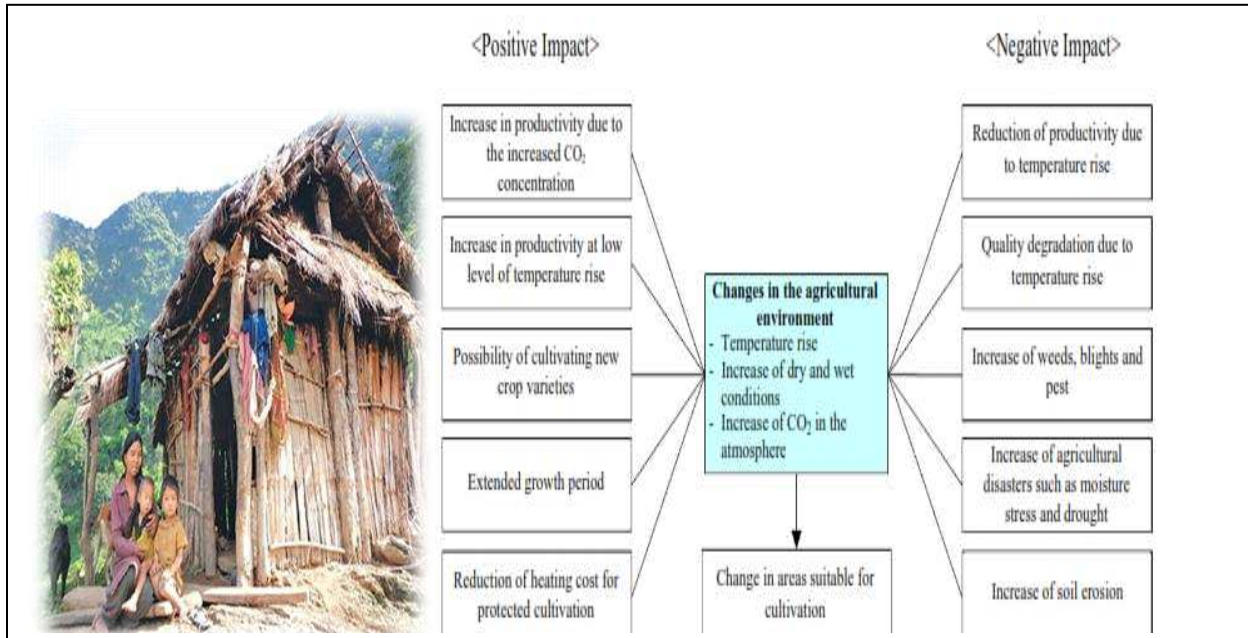 <Positive Impact>
Increase in productivity due to
the increased CO₂
concentration
Increase in productivity at low
level of temperature rise
Possibility of cultivating new
crop varieties
Extended growth period
Reduction of heating cost for
protected cultivation
Changes in the agricultural
environment
- Temperature rise
- Increase of dry and wet
conditions
- Increase of CO₂ in the
atmosphere
Change in areas suitable for
cultivation
<Negative Impact>
Reduction of productivity due
to temperature rise
Quality degradation due to
temperature rise
Increase of weeds, blights and
pest
Increase of agricultural
disasters such as moisture
stress and drought
Increase of soil erosion